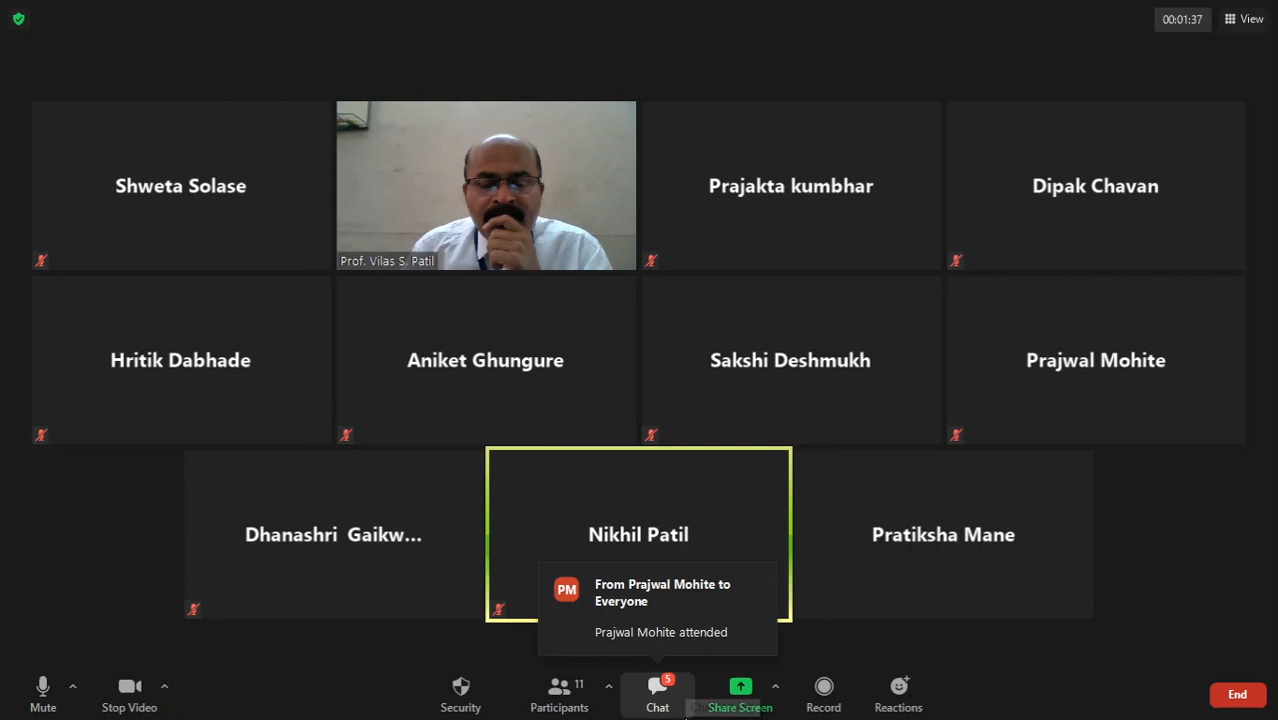 00:01:37
View
Shweta Solase
Prof. Vilas S. Patil
Prajakta kumbhar
Dipak Chavan
Hritik Dabhade
Aniket Ghungure
Sakshi Deshmukh
Prajwal Mohite
Dhanashri  Gaikw...
Nikhil Patil
Pratiksha Mane
PM
From Prajwal Mohite to
Everyone
Prajwal Mohite attended
Mute
Stop Video
Security
11
Participants
5
Chat
Share Screen
Record
Reactions
End